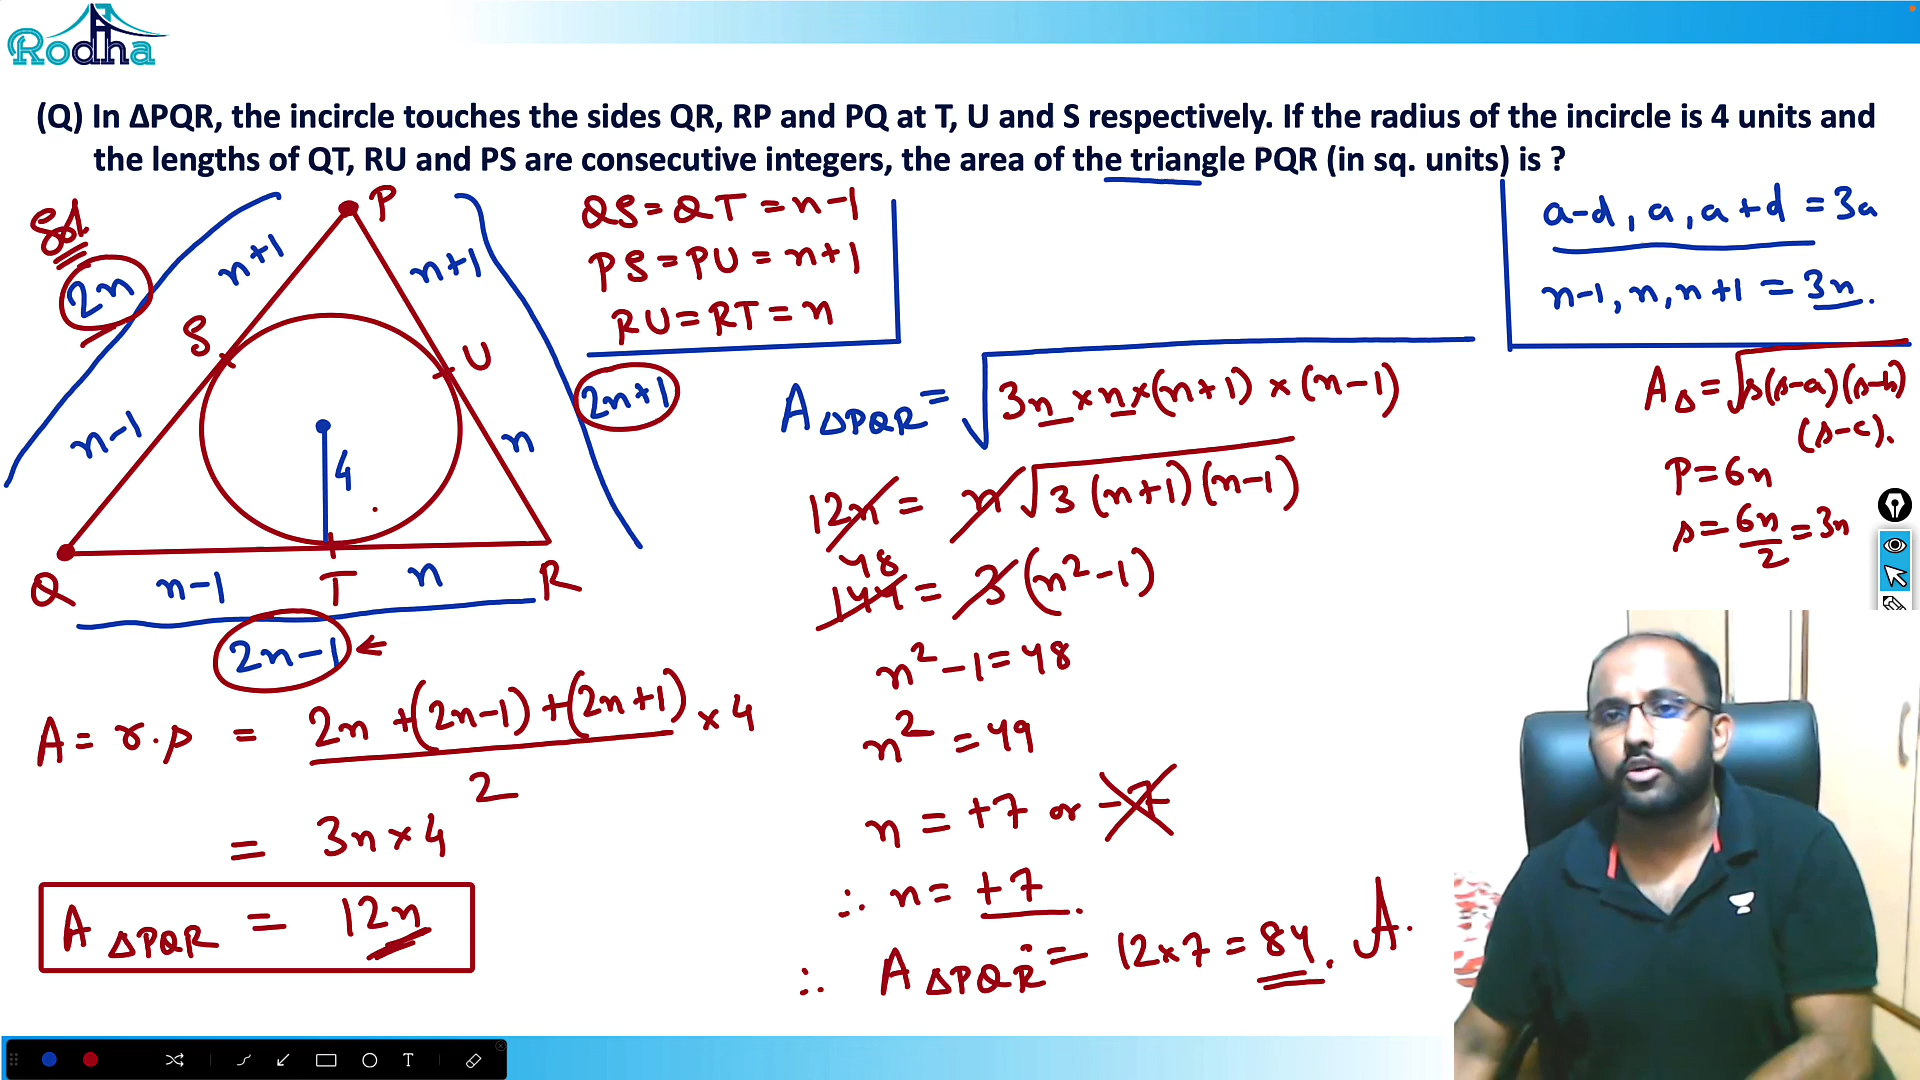 Rodha
(Q) In ΔPQR, the incircle touches the sides QR, RP and PQ at T, U and S respectively. If the radius of the incircle is 4 units and
the lengths of QT, RU and PS are consecutive integers, the area of the triangle PQR (in sq. units) is ?
Sol
2n
P
n+1
n+1
S
U
2n+1
n-1
n
4
Q
n-1
T
n
R
2n-1
QS = QT = n-1
PS = PU = n+1
RU = RT = n
a-d, a, a+d = 3a
n-1, n, n+1 = 3n.
A△ = √s(s-a)(s-b)
(s-c).
P = 6n
s = 6n/2 = 3n
A△PQR = √3n×n×(n+1)×(n-1)
12n = n√3(n+1)(n-1)
48
144 = 3(n²-1)
n²-1 = 48
n² = 49
n = +7 or -7
∴ n = +7.
∴ A△PQR = 12×7 = 84. A.
A = r.s = 2n+(2n-1)+(2n+1)/2 × 4
= 3n×4
A△PQR = 12n
T